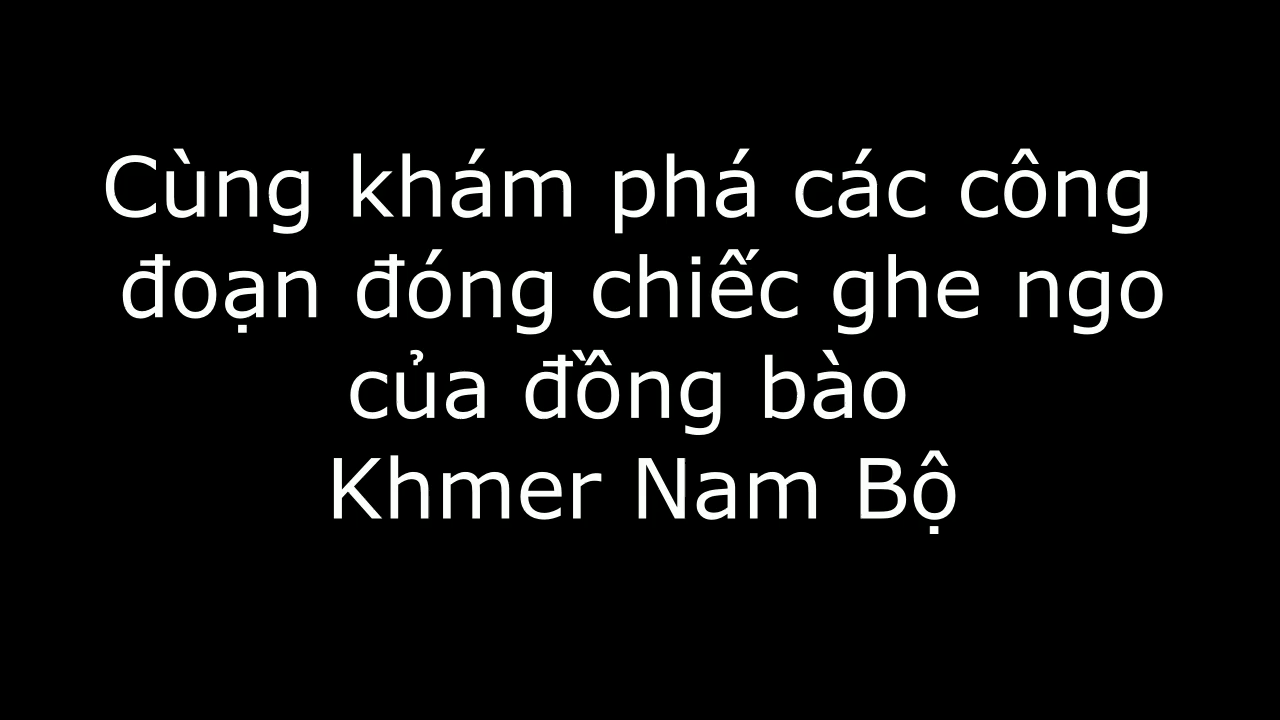 Cùng khám phá các công
đoạn đóng chiếc ghe ngo
của đồng bào
Khmer Nam Bộ